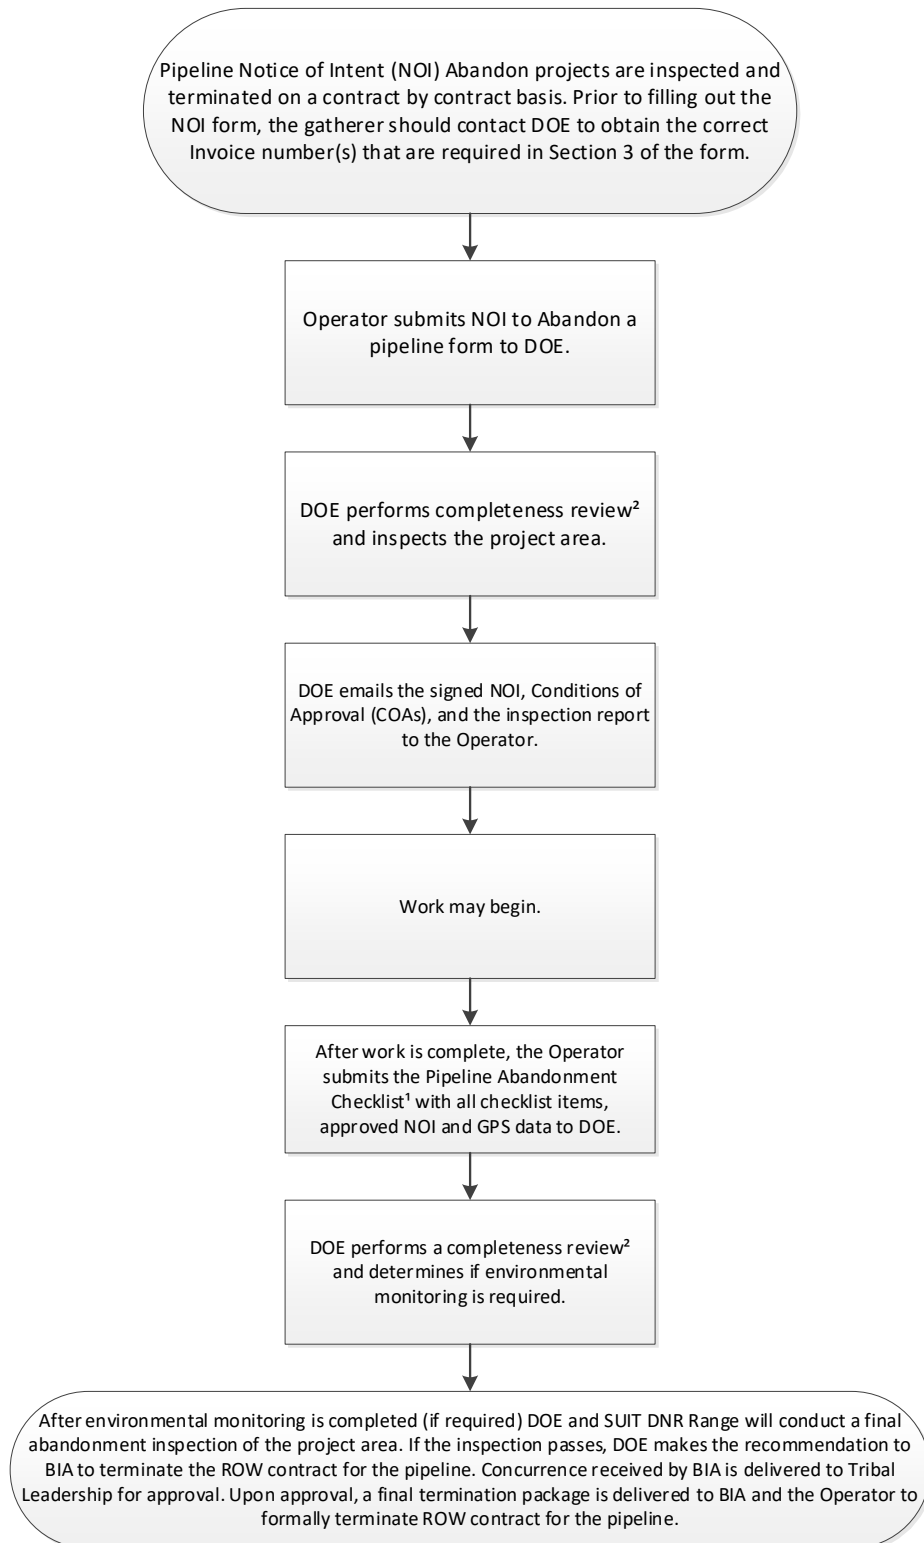 Pipeline Notice of Intent (NOI) Abandon projects are inspected and
terminated on a contract by contract basis. Prior to filling out the
NOI form, the gatherer should contact DOE to obtain the correct
Invoice number(s) that are required in Section 3 of the form.
Operator submits NOI to Abandon a
pipeline form to DOE.
DOE performs completeness review²
and inspects the project area.
DOE emails the signed NOI, Conditions of
Approval (COAs), and the inspection report
to the Operator.
Work may begin.
After work is complete, the Operator
submits the Pipeline Abandonment
Checklist¹ with all checklist items,
approved NOI and GPS data to DOE.
DOE performs a completeness review²
and determines if environmental
monitoring is required.
After environmental monitoring is completed (if required) DOE and SUIT DNR Range will conduct a final
abandonment inspection of the project area. If the inspection passes, DOE makes the recommendation to
BIA to terminate the ROW contract for the pipeline. Concurrence received by BIA is delivered to Tribal
Leadership for approval. Upon approval, a final termination package is delivered to BIA and the Operator to
formally terminate ROW contract for the pipeline.